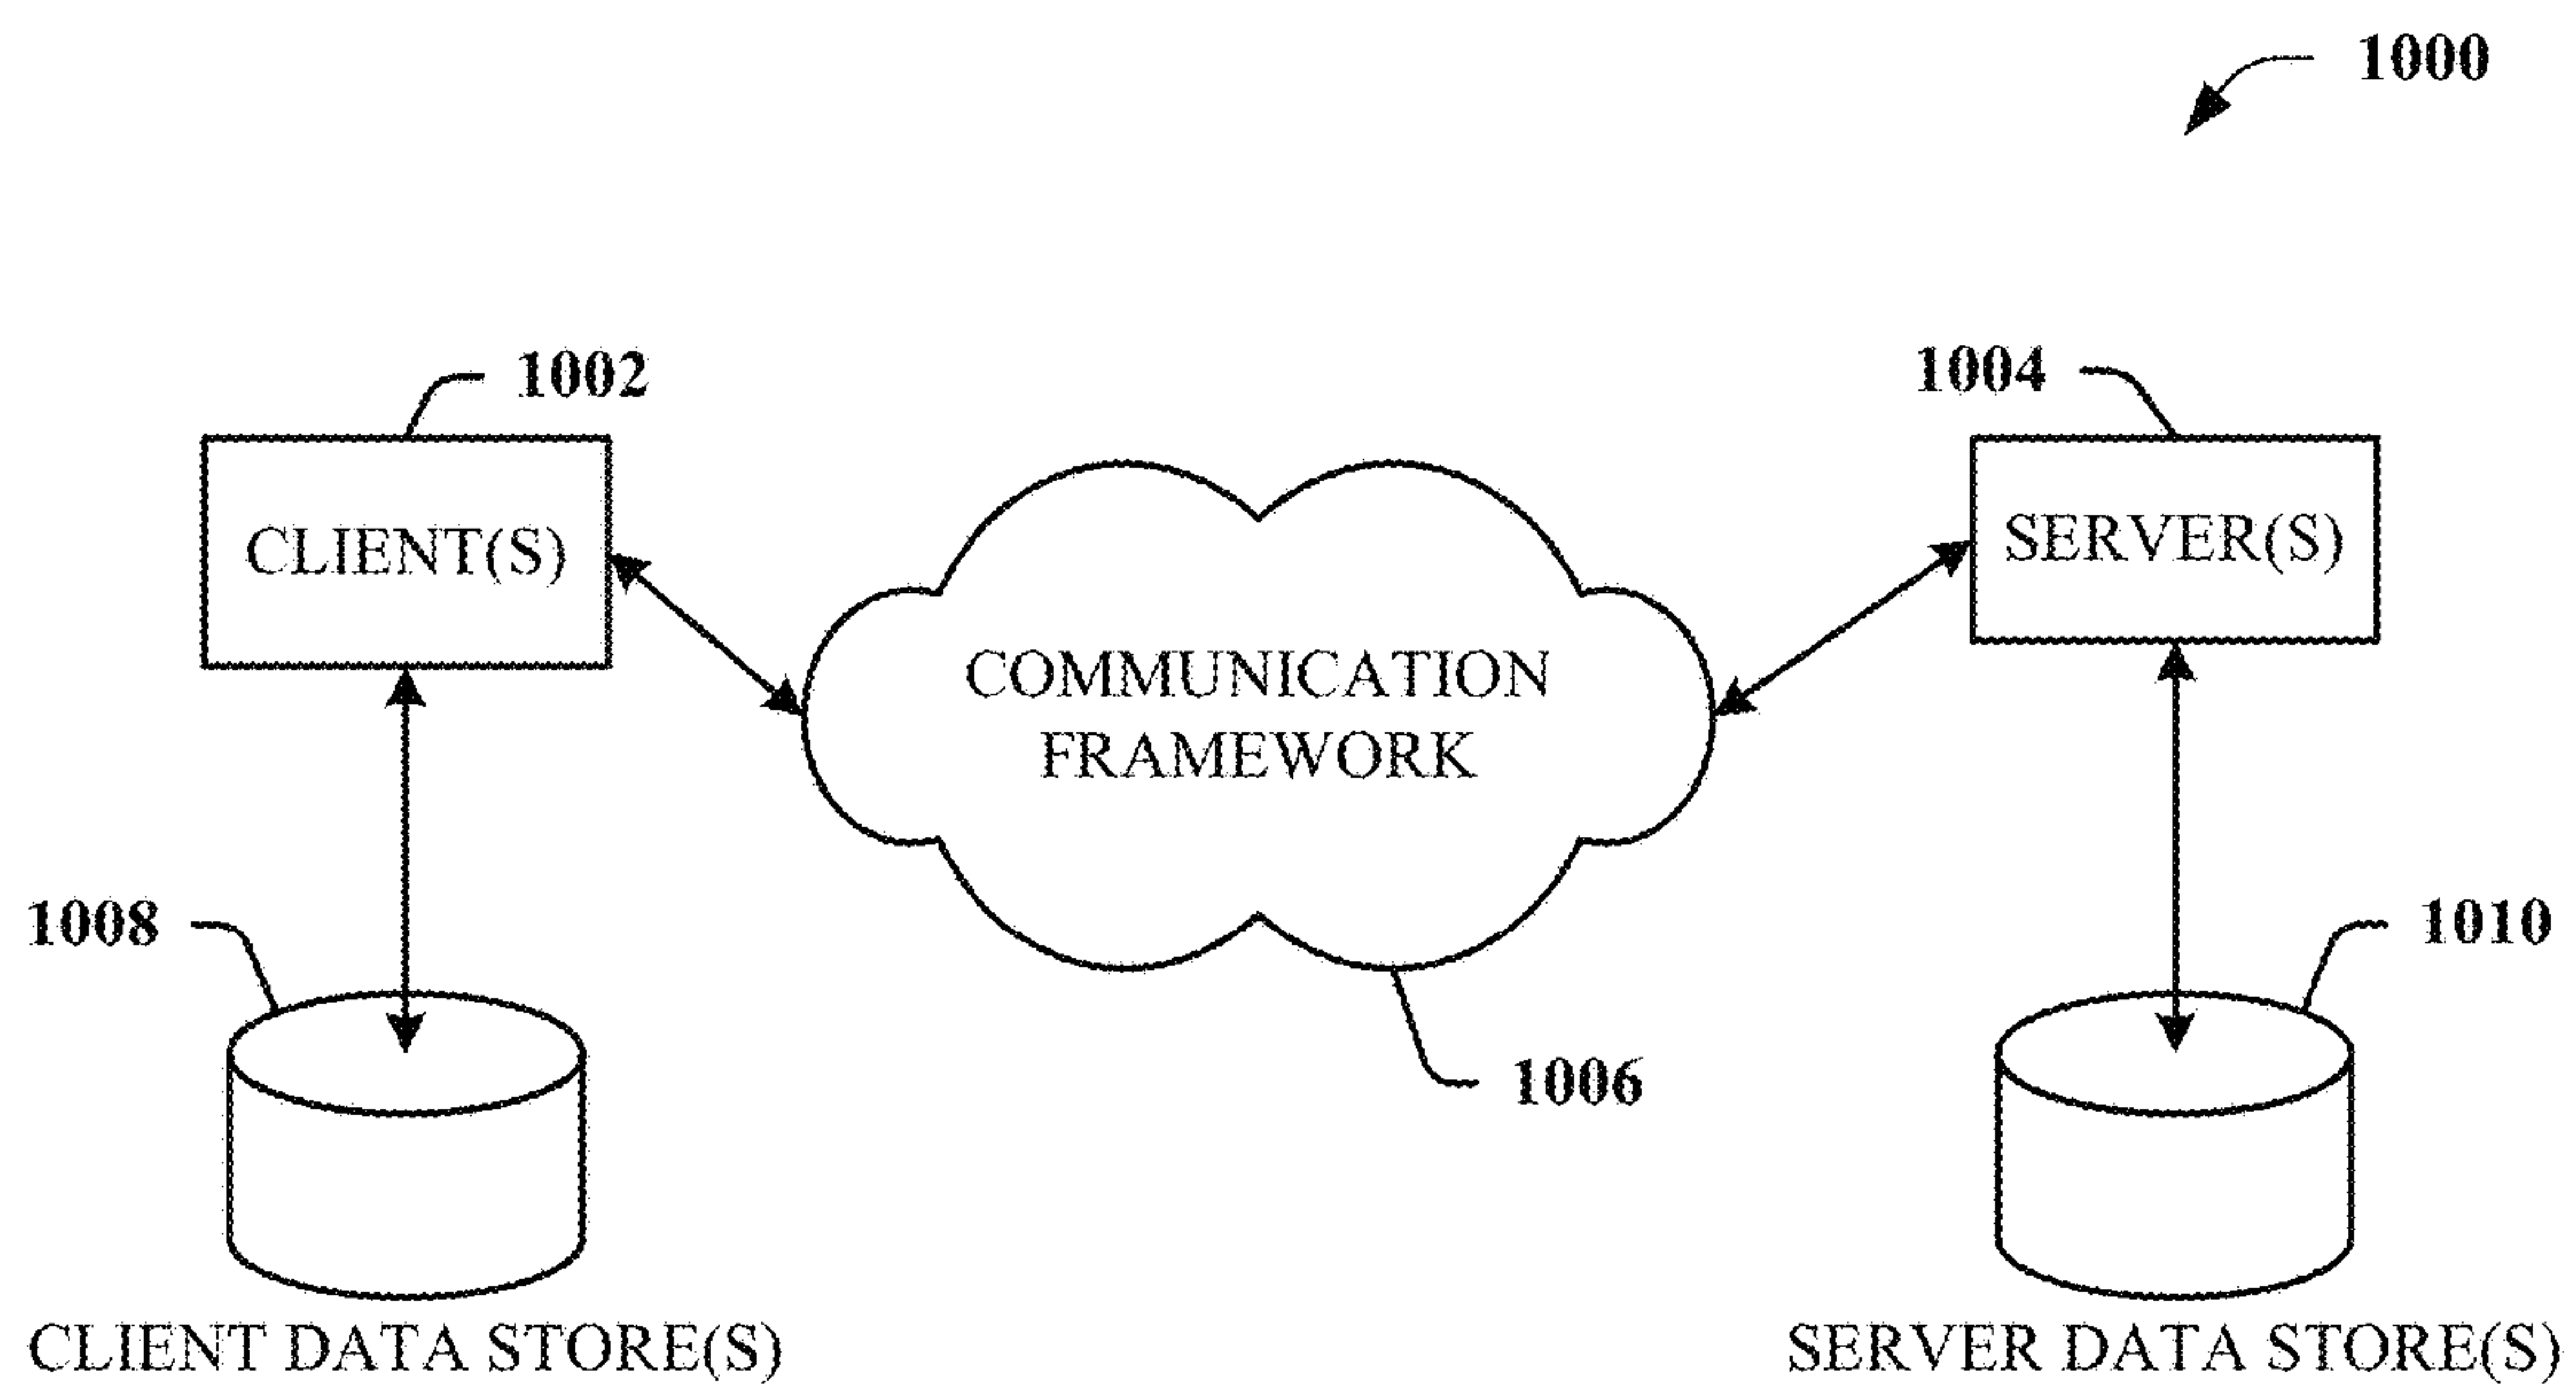 1000
1002
1004
CLIENT(S)
SERVER(S)
COMMUNICATION
FRAMEWORK
1008
1010
1006
CLIENT DATA STORE(S)
SERVER DATA STORE(S)